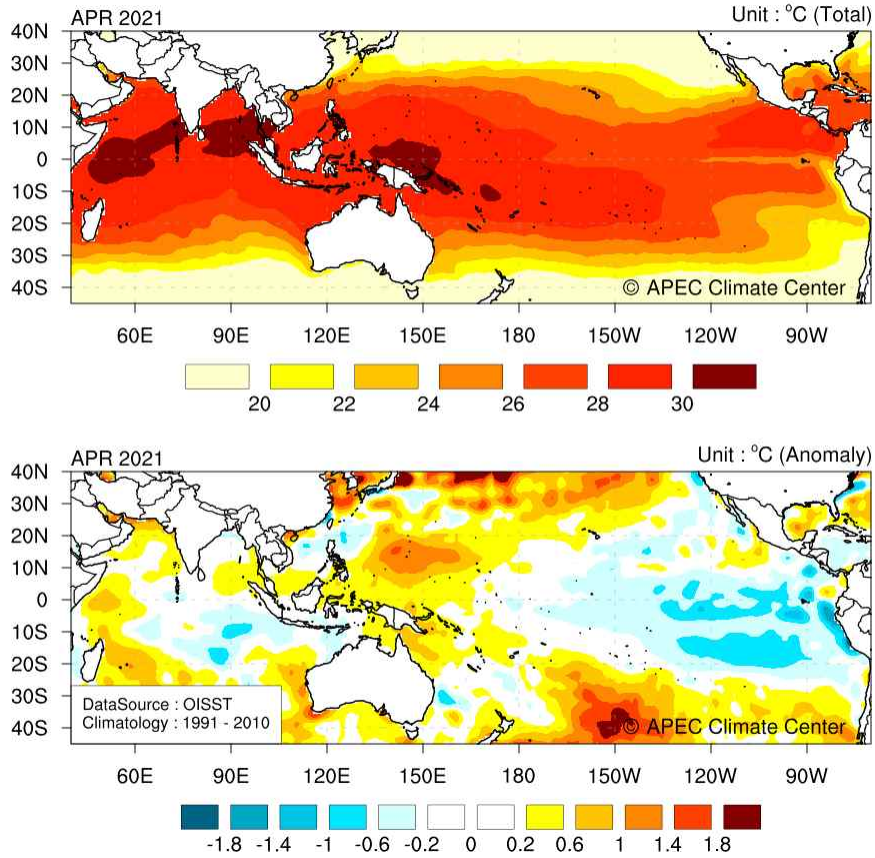 APR 2021 Unit : °C (Total)
40N
30N
20N
10N
0
10S
20S
30S
40S
© APEC Climate Center
60E 90E 120E 150E 180 150W 120W 90W
20 22 24 26 28 30
APR 2021 Unit : °C (Anomaly)
40N
30N
20N
10N
0
10S
20S
30S
40S
DataSource : OISST
Climatology : 1991 - 2010
© APEC Climate Center
60E 90E 120E 150E 180 150W 120W 90W
-1.8 -1.4 -1 -0.6 -0.2 0 0.2 0.6 1 1.4 1.8